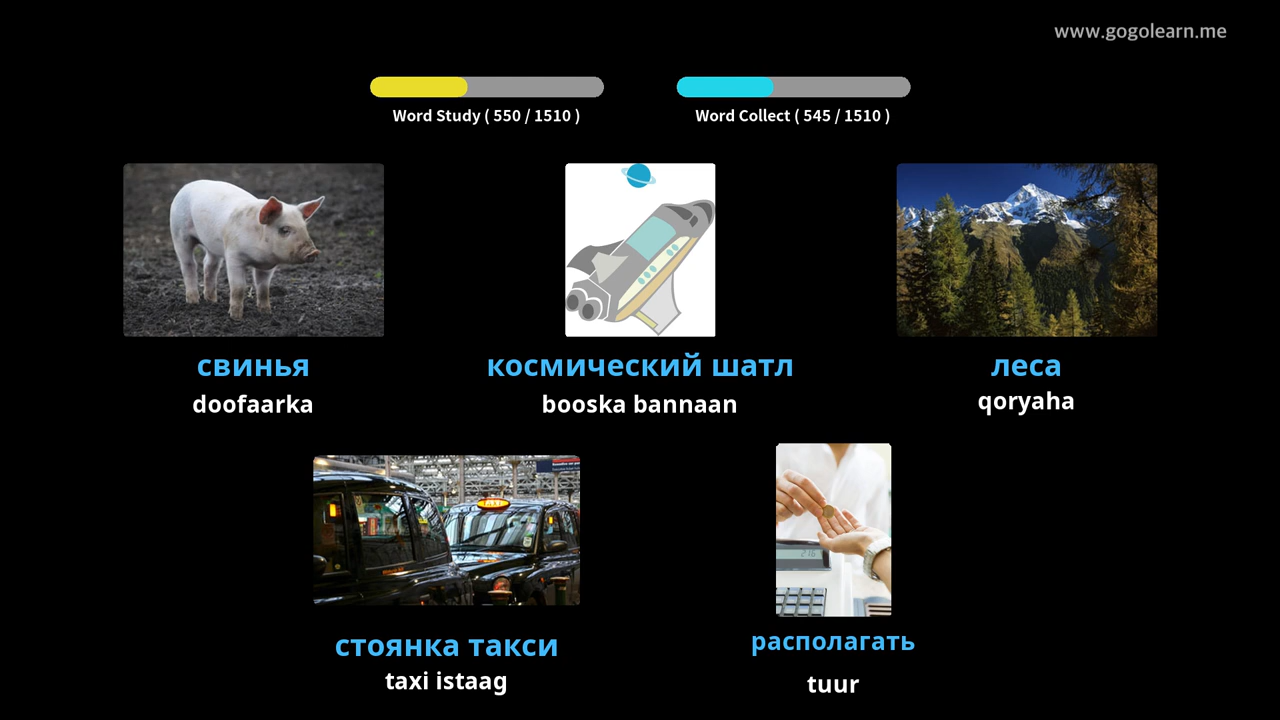 www.gogolearn.me
Word Study ( 550 / 1510 )
Word Collect ( 545 / 1510 )
свинья
doofaarka
космический шатл
booska bannaan
леса
qoryaha
TAXI
стоянка такси
taxi istaag
располагать
tuur